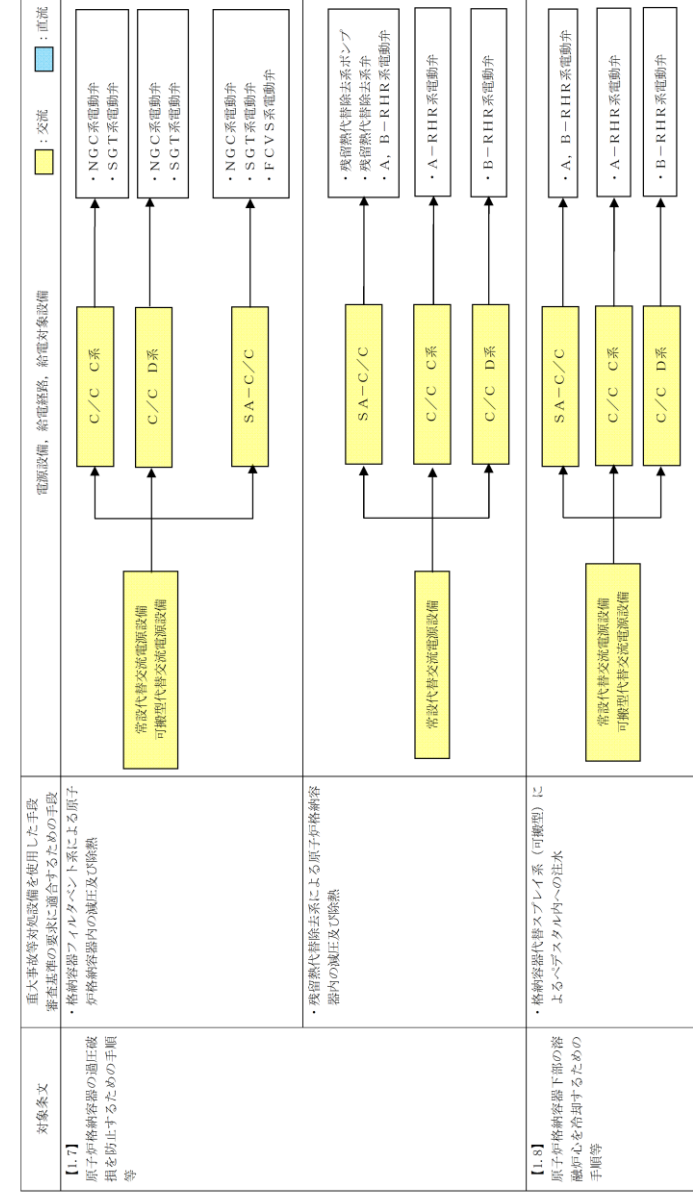 対象条文
重大事故等対処設備を使用した手段
審査基準の要求に適合するための手段
電源設備，給電経路，給電対象設備
：交流
：直流
【1.7】
原子炉格納容器の過圧破
損を防止するための手順
等
・格納容器フィルタベント系による原子
炉格納容器内の減圧及び除熱
常設代替交流電源設備
可搬型代替交流電源設備
Ｃ／Ｃ　Ｃ系
・ＮＧＣ系電動弁
・ＳＧＴ系電動弁
Ｃ／Ｃ　Ｄ系
・ＮＧＣ系電動弁
・ＳＧＴ系電動弁
ＳＡ－Ｃ／Ｃ
・ＮＧＣ系電動弁
・ＳＧＴ系電動弁
・ＦＣＶＳ系電動弁
・残留熱代替除去系による原子炉格納容
器内の減圧及び除熱
常設代替交流電源設備
ＳＡ－Ｃ／Ｃ
・残留熱代替除去系ポンプ
・残留熱代替除去系弁
・Ａ，Ｂ－ＲＨＲ系電動弁
Ｃ／Ｃ　Ｃ系
・Ａ－ＲＨＲ系電動弁
Ｃ／Ｃ　Ｄ系
・Ｂ－ＲＨＲ系電動弁
【1.8】
原子炉格納容器下部の溶
融炉心を冷却するための
手順等
・格納容器代替スプレイ系（可搬型）に
よるペデスタル内への注水
常設代替交流電源設備
可搬型代替交流電源設備
ＳＡ－Ｃ／Ｃ
・Ａ，Ｂ－ＲＨＲ系電動弁
Ｃ／Ｃ　Ｃ系
・Ａ－ＲＨＲ系電動弁
Ｃ／Ｃ　Ｄ系
・Ｂ－ＲＨＲ系電動弁